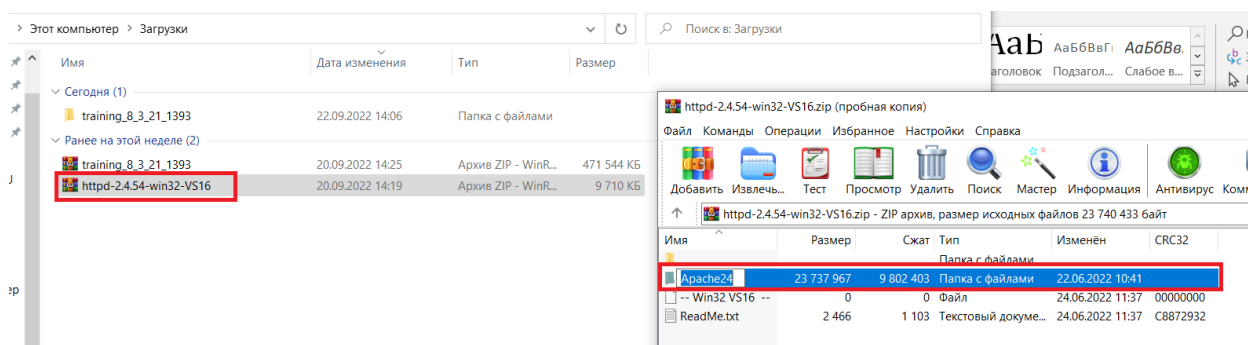 Этот компьютер > Загрузки
Поиск в: Загрузки
Имя Дата изменения Тип Размер
Сегодня (1)
training_8_3_21_1393 22.09.2022 14:06 Папка с файлами
Ранее на этой неделе (2)
training_8_3_21_1393 20.09.2022 14:25 Архив ZIP - WinR... 471 544 КБ
httpd-2.4.54-win32-VS16 20.09.2022 14:19 Архив ZIP - WinR... 9 710 КБ
АаБ АаБбВвГг АаБбВв.
аголовок Подзагол... Слабое в...
httpd-2.4.54-win32-VS16.zip (пробная копия)
Файл Команды Операции Избранное Настройки Справка
Добавить Извлечь... Тест Просмотр Удалить Поиск Мастер Информация Антивирус Комм
httpd-2.4.54-win32-VS16.zip - ZIP архив, размер исходных файлов 23 740 433 байт
Имя Размер Сжат Тип Изменён CRC32
Папка с файлами
Apache24 23 737 967 9 802 403 Папка с файлами 22.06.2022 10:41
-- Win32 VS16 -- 0 0 Файл 24.06.2022 11:37 00000000
ReadMe.txt 2 466 1 103 Текстовый докуме... 24.06.2022 11:37 C8872932